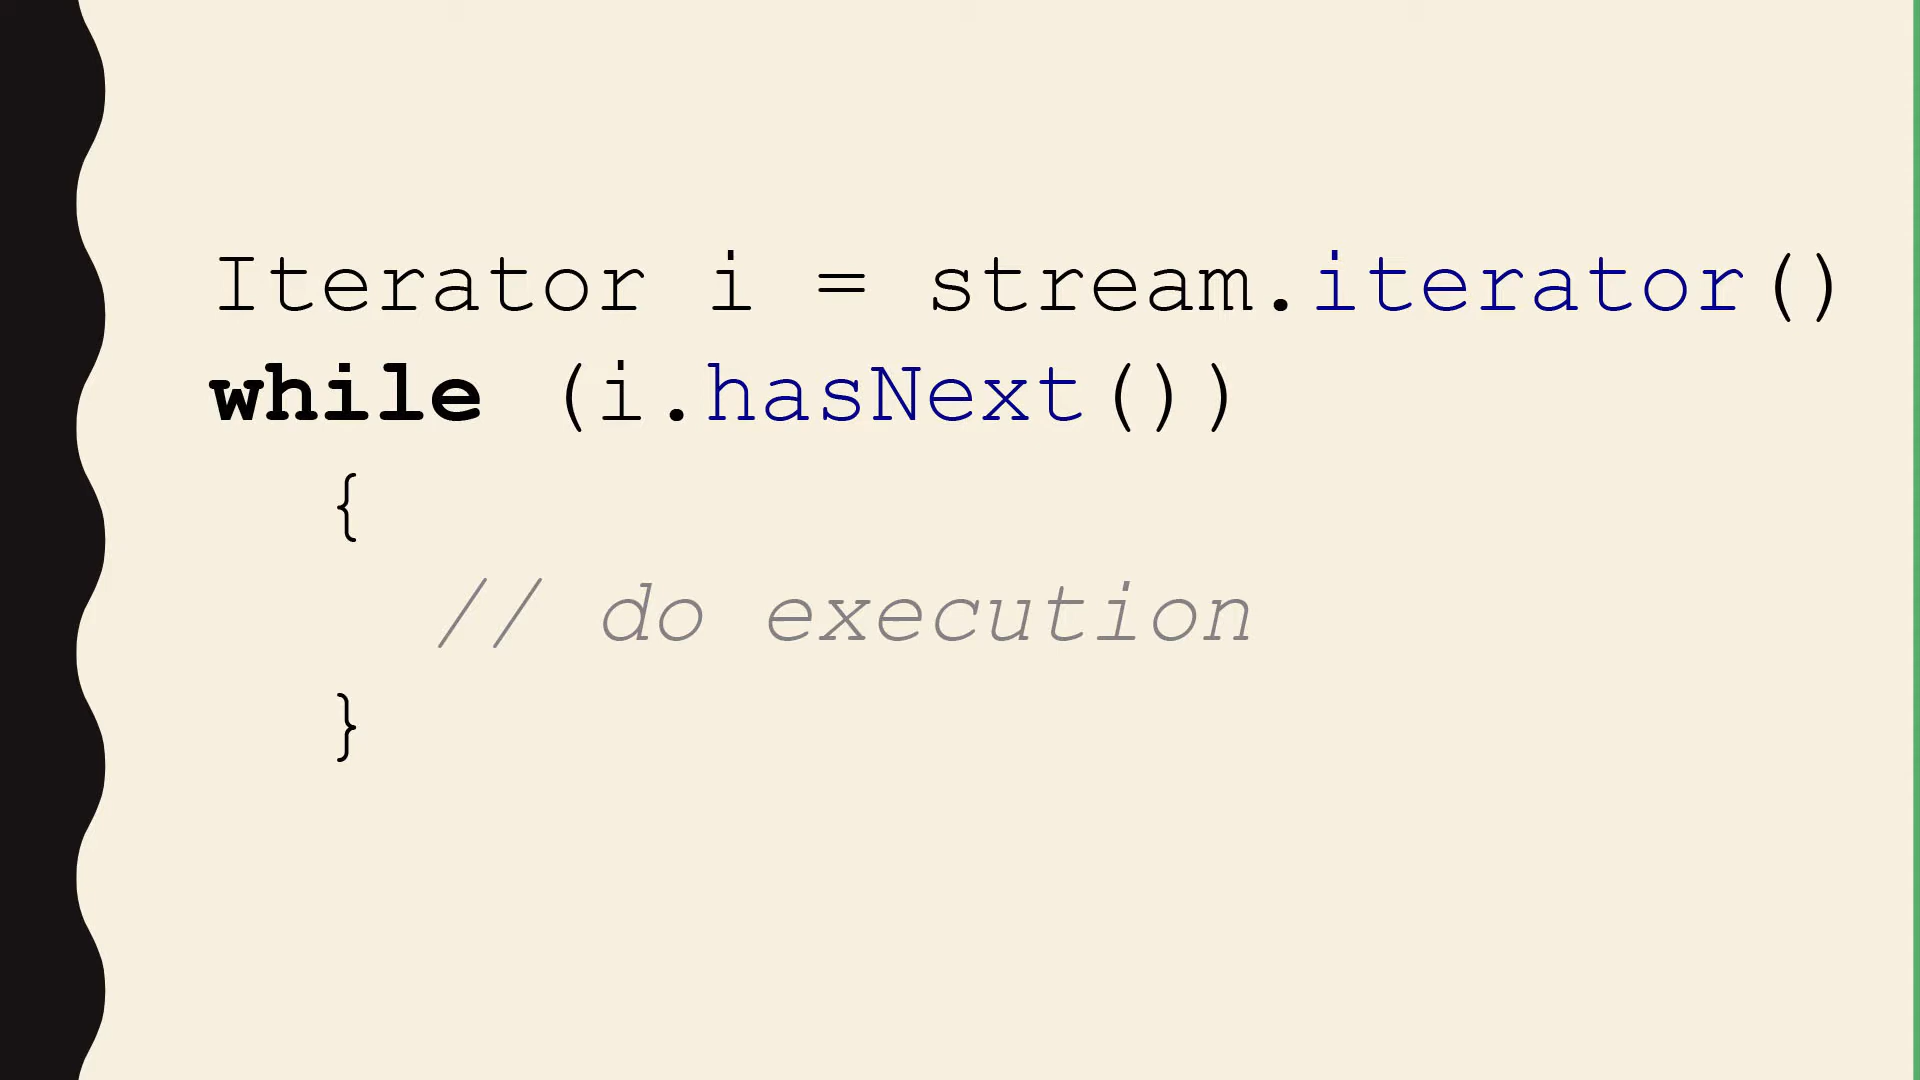 Iterator i = stream.iterator()
while (i.hasNext())
{
// do execution
}